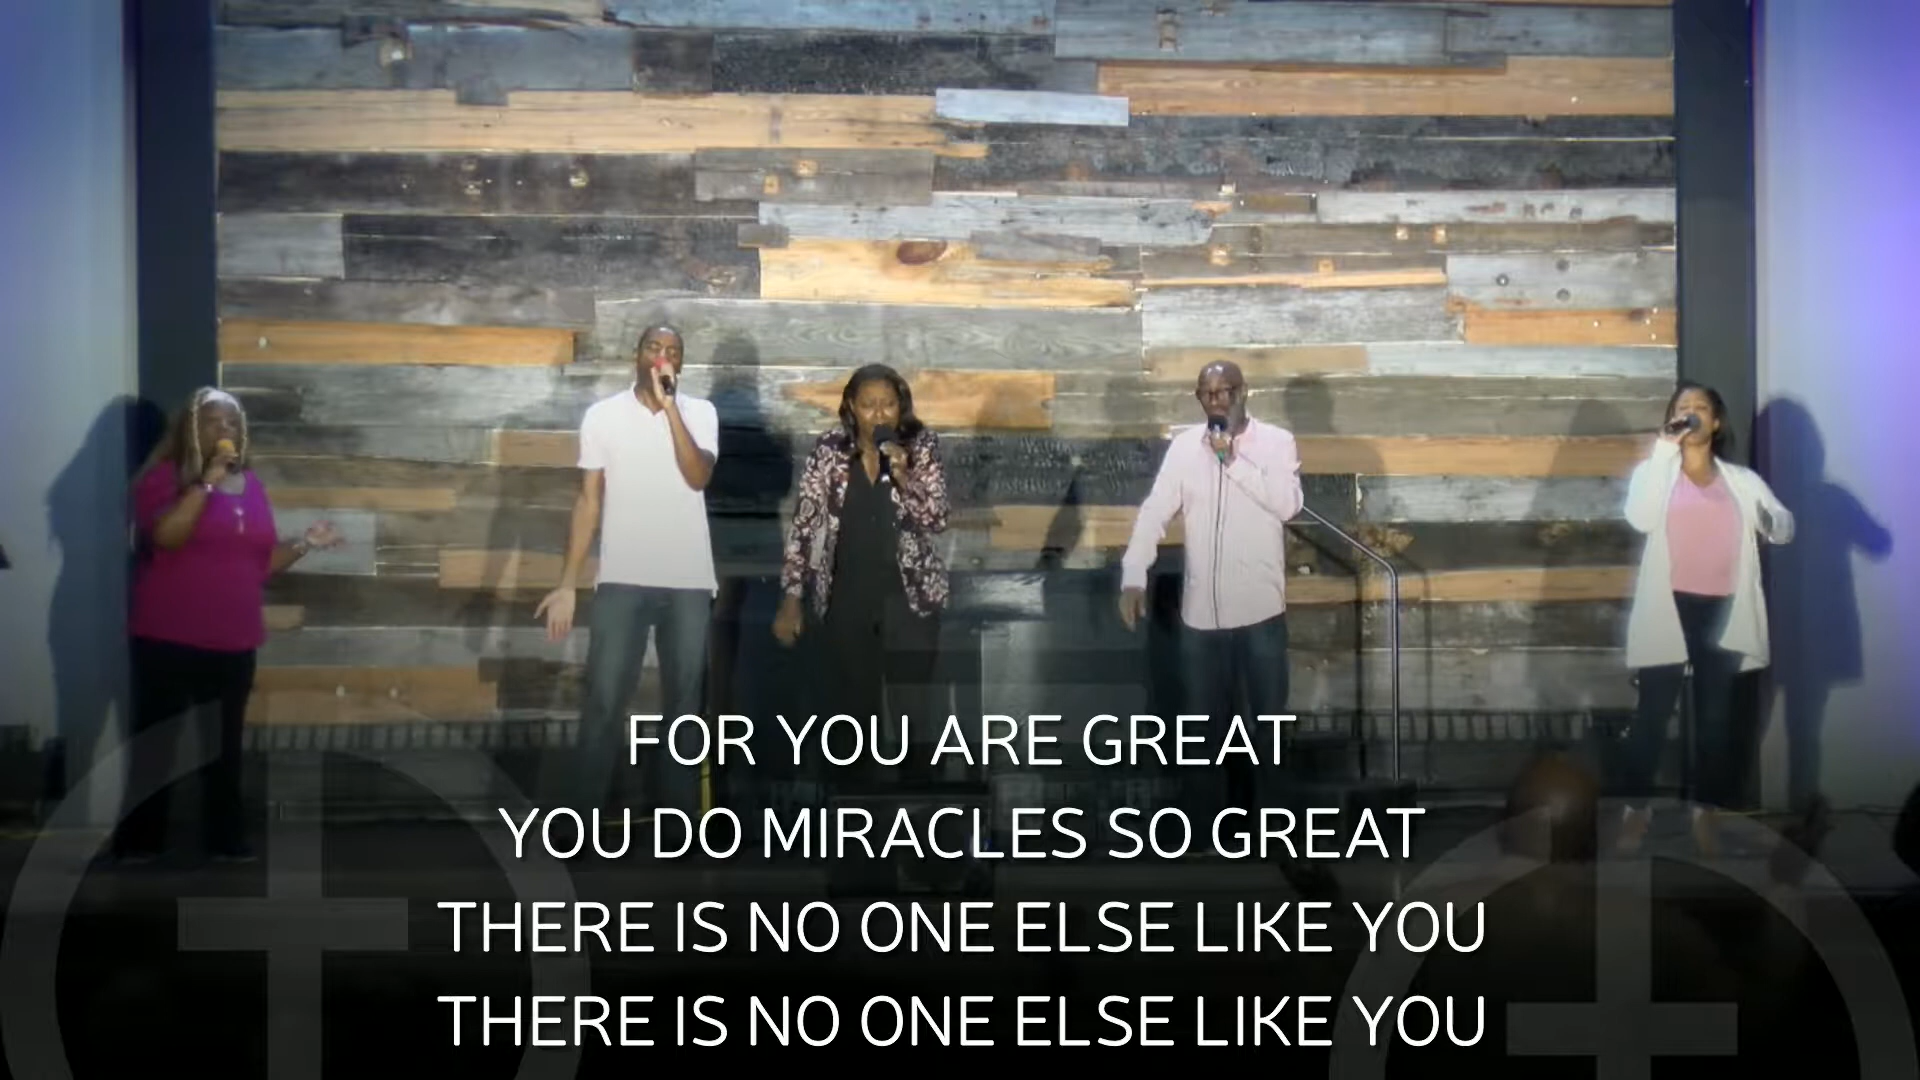 FOR YOU ARE GREAT
YOU DO MIRACLES SO GREAT
THERE IS NO ONE ELSE LIKE YOU
THERE IS NO ONE ELSE LIKE YOU